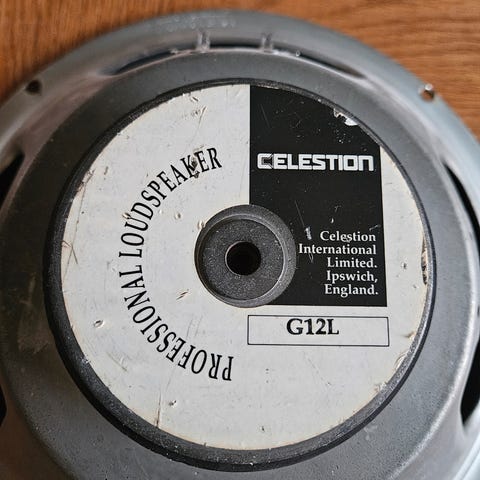 CELESTION
Celestion
International
Limited.
Ipswich,
England.
G12L
PROFESSIONAL LOUDSPEAKER